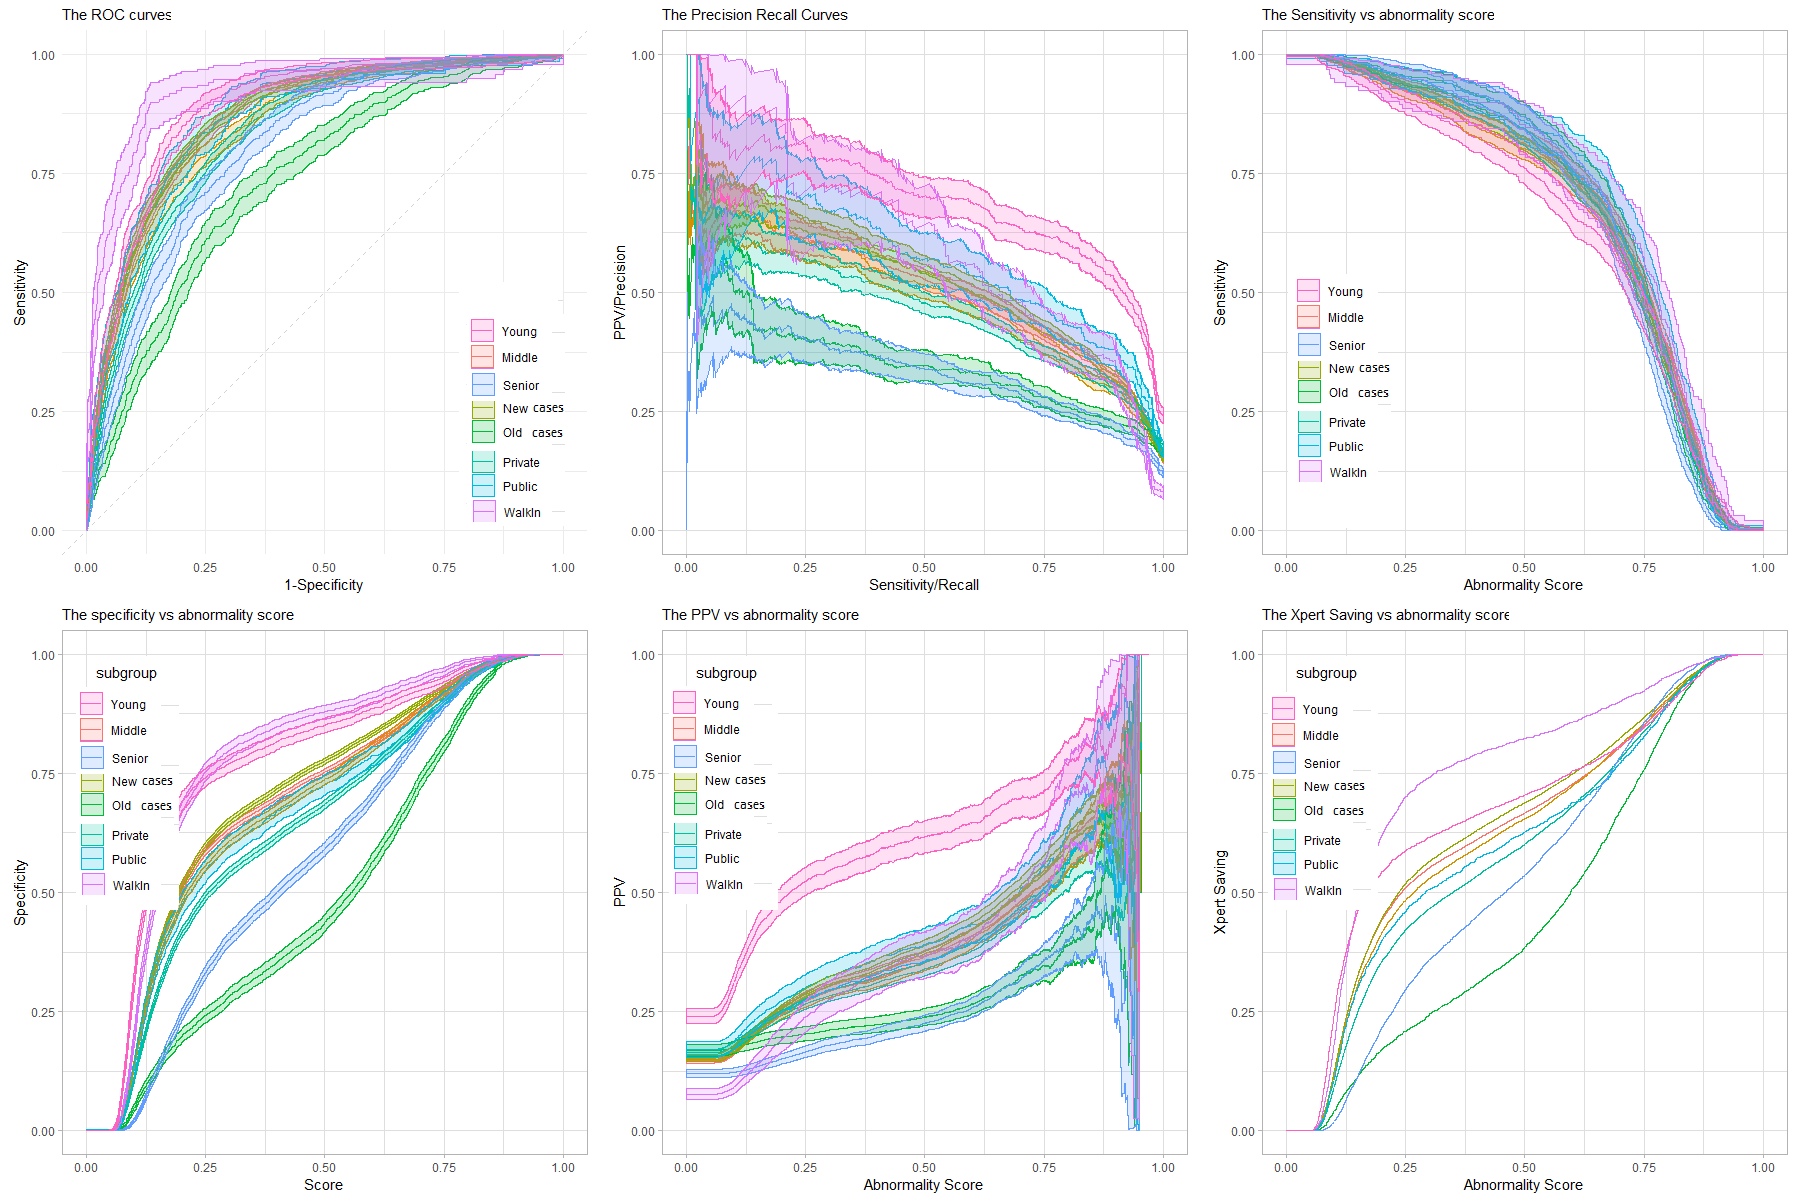 The ROC curves
1.00
0.75
0.50
0.25
0.00
Sensitivity
0.00 0.25 0.50 0.75 1.00
1-Specificity
Young
Middle
Senior
New cases
Old cases
Private
Public
WalkIn
The Precision Recall Curves
1.00
0.75
0.50
0.25
0.00
PPV/Precision
0.00 0.25 0.50 0.75 1.00
Sensitivity/Recall
The Sensitivity vs abnormality score
1.00
0.75
0.50
0.25
0.00
Sensitivity
0.00 0.25 0.50 0.75 1.00
Abnormality Score
Young
Middle
Senior
New cases
Old cases
Private
Public
WalkIn
The specificity vs abnormality score
1.00
0.75
0.50
0.25
0.00
Specificity
0.00 0.25 0.50 0.75 1.00
Score
subgroup
Young
Middle
Senior
New cases
Old cases
Private
Public
WalkIn
The PPV vs abnormality score
1.00
0.75
0.50
0.25
0.00
PPV
0.00 0.25 0.50 0.75 1.00
Abnormality Score
subgroup
Young
Middle
Senior
New cases
Old cases
Private
Public
WalkIn
The Xpert Saving vs abnormality score
1.00
0.75
0.50
0.25
0.00
Xpert Saving
0.00 0.25 0.50 0.75 1.00
Abnormality Score
subgroup
Young
Middle
Senior
New cases
Old cases
Private
Public
WalkIn